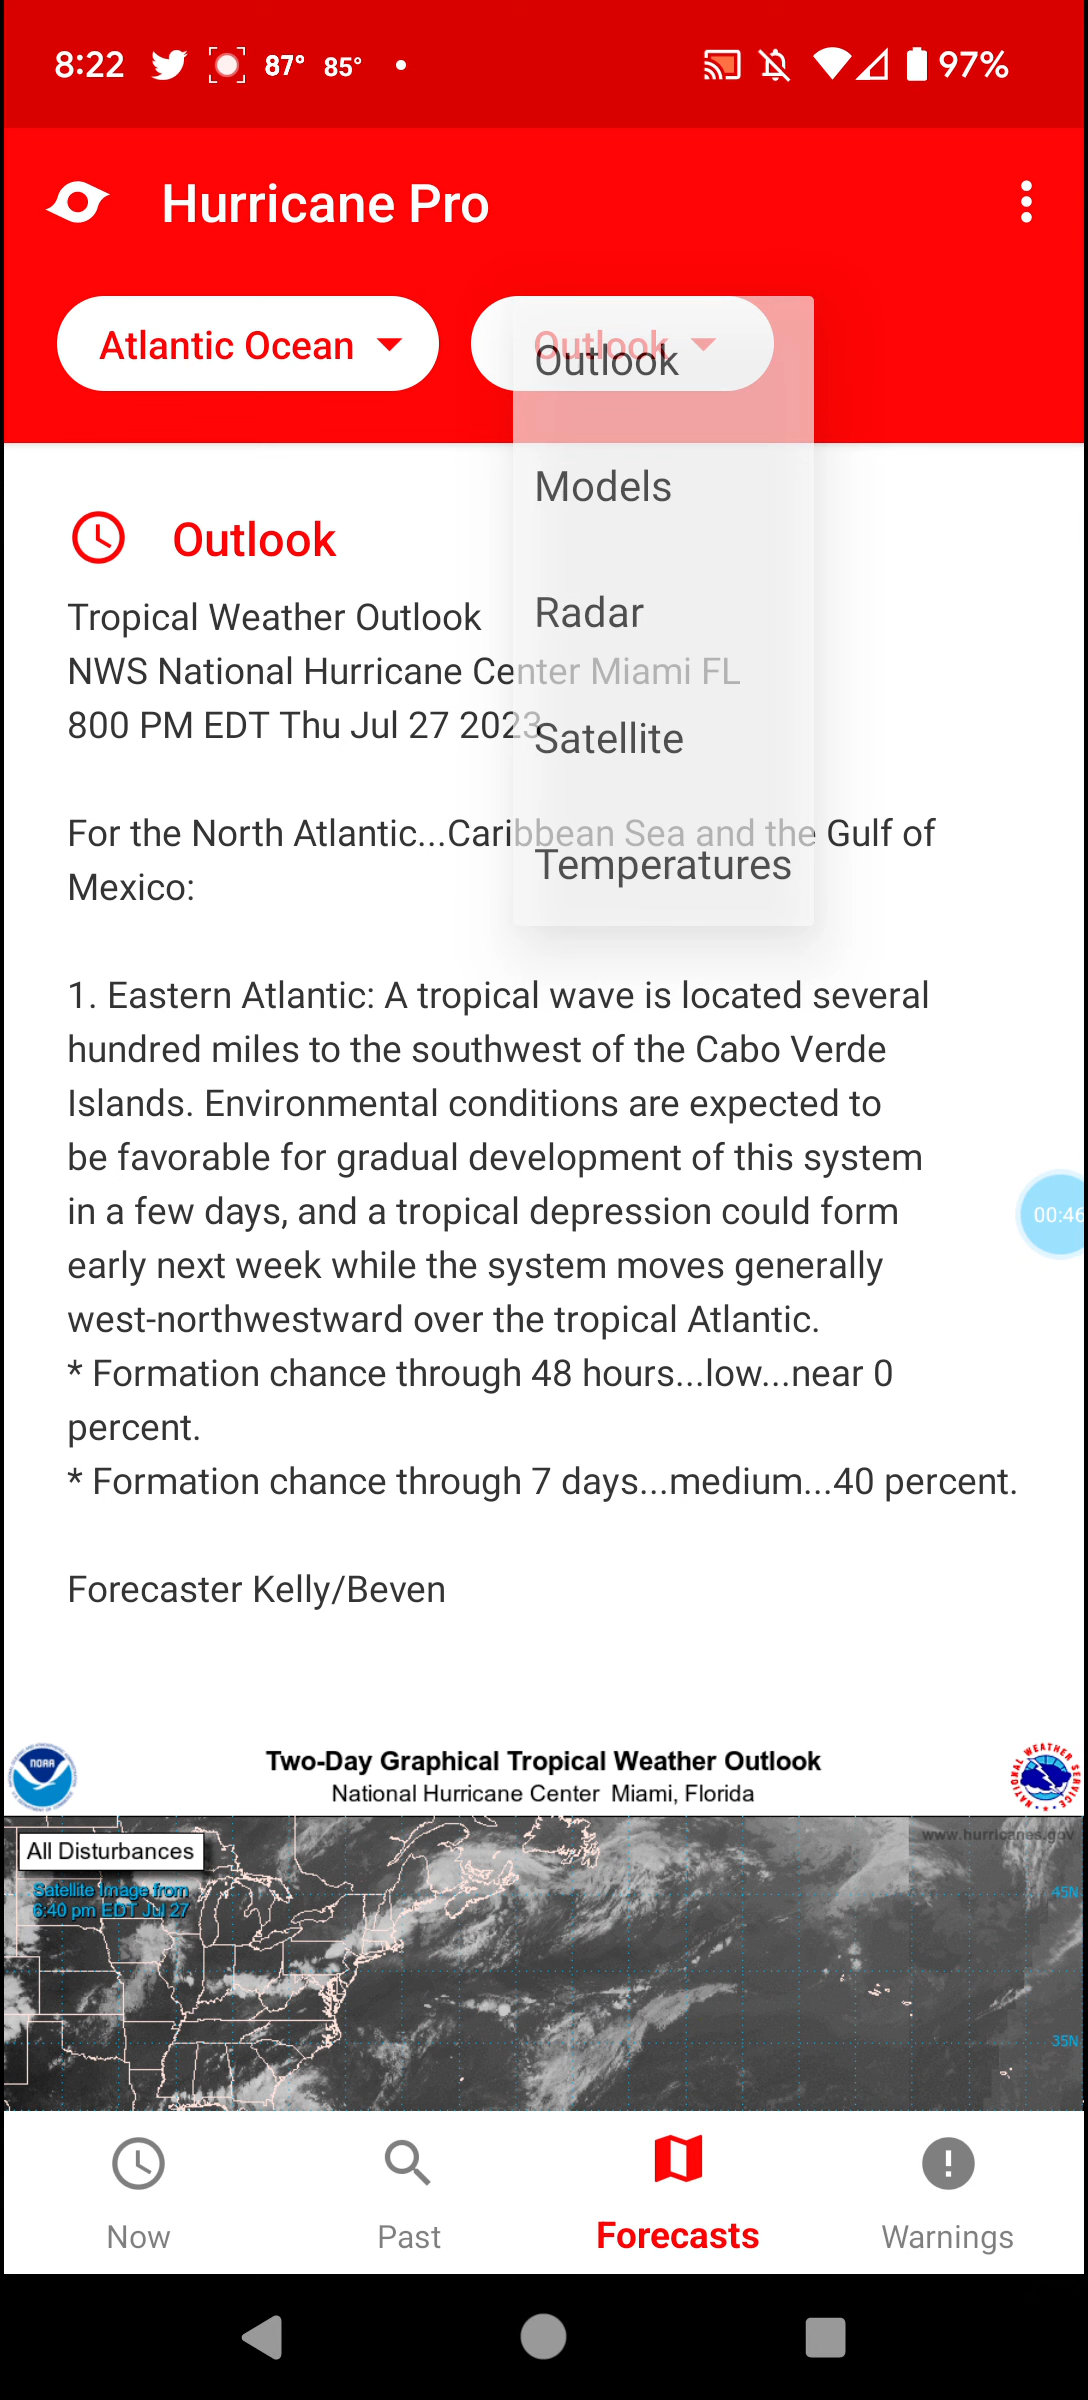 8:22 87° 85° 97%
Hurricane Pro
Atlantic Ocean Outlook
Outlook
Models
Radar
Satellite
Temperatures
Outlook
Tropical Weather Outlook
NWS National Hurricane Center Miami FL
800 PM EDT Thu Jul 27 2023
For the North Atlantic...Caribbean Sea and the Gulf of
Mexico:
1. Eastern Atlantic: A tropical wave is located several
hundred miles to the southwest of the Cabo Verde
Islands. Environmental conditions are expected to
be favorable for gradual development of this system
in a few days, and a tropical depression could form
early next week while the system moves generally
west-northwestward over the tropical Atlantic.
* Formation chance through 48 hours...low...near 0
percent.
* Formation chance through 7 days...medium...40 percent.
00:46
Forecaster Kelly/Beven
NOAA
Two-Day Graphical Tropical Weather Outlook
National Hurricane Center Miami, Florida
NATIONAL WEATHER SERVICE
www.hurricanes.gov
All Disturbances
Satellite Image from
6:40 pm EDT Jul 27
45N
35N
Now Past Forecasts Warnings